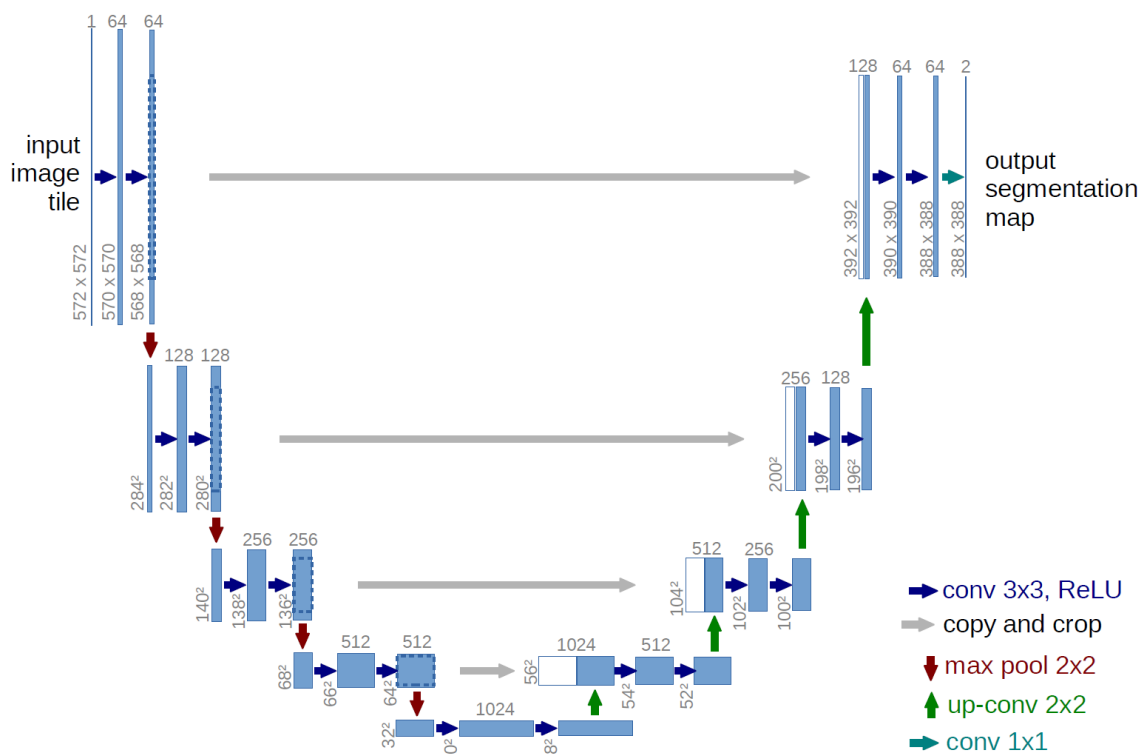 1 64 64
128 64 64 2
input
image
tile
output
segmentation
map
572 x 572
570 x 570
568 x 568
392 x 392
390 x 390
388 x 388
388 x 388
128 128
256 128
284²
282²
280²
200²
198²
196²
256 256
512 256
140²
138²
136²
104²
102²
100²
512 512
1024 512
68²
66²
64²
56²
54²
52²
1024
32²
0²
8²
conv 3x3, ReLU
copy and crop
max pool 2x2
up-conv 2x2
conv 1x1